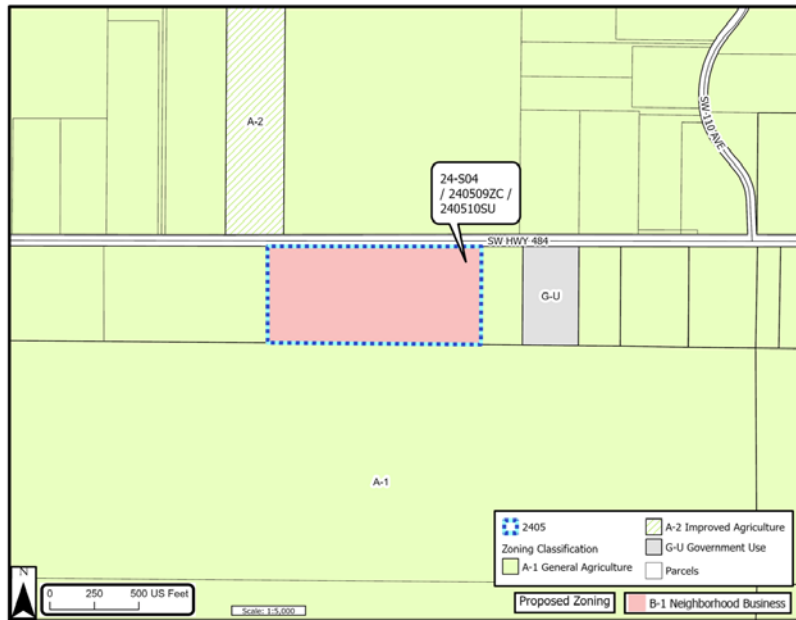 A-2
SW 110 AVE
24-S04
/ 240509ZC /
240510SU
SW HWY 484
G-U
A-1
2405
Zoning Classification
A-1 General Agriculture
A-2 Improved Agriculture
G-U Government Use
Parcels
N
0 250 500 US Feet
Scale: 1:5,000
Proposed Zoning
B-1 Neighborhood Business